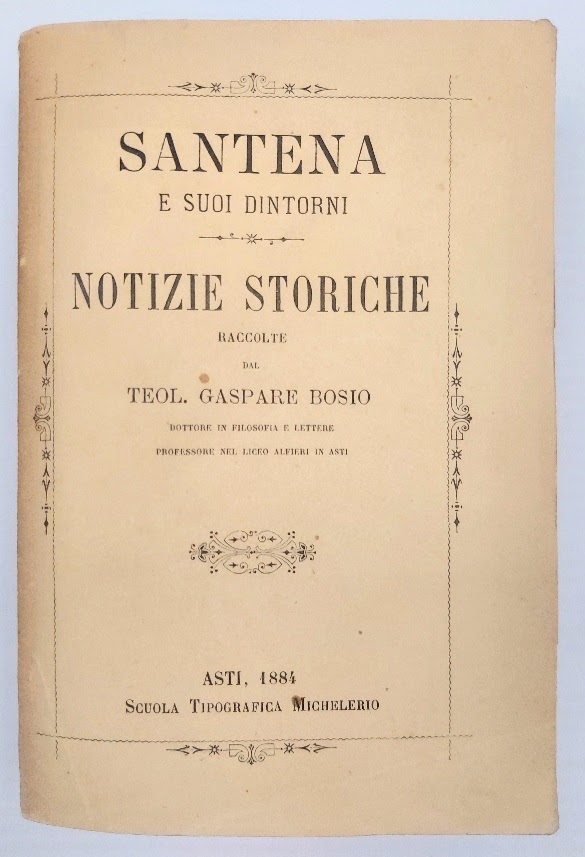 SANTENA
E SUOI DINTORNI
NOTIZIE STORICHE
RACCOLTE
DAL
TEOL. GASPARE BOSIO
DOTTORE IN FILOSOFIA E LETTERE
PROFESSORE NEL LICEO ALFIERI IN ASTI
ASTI, 1884
SCUOLA TIPOGRAFICA MICHELERIO